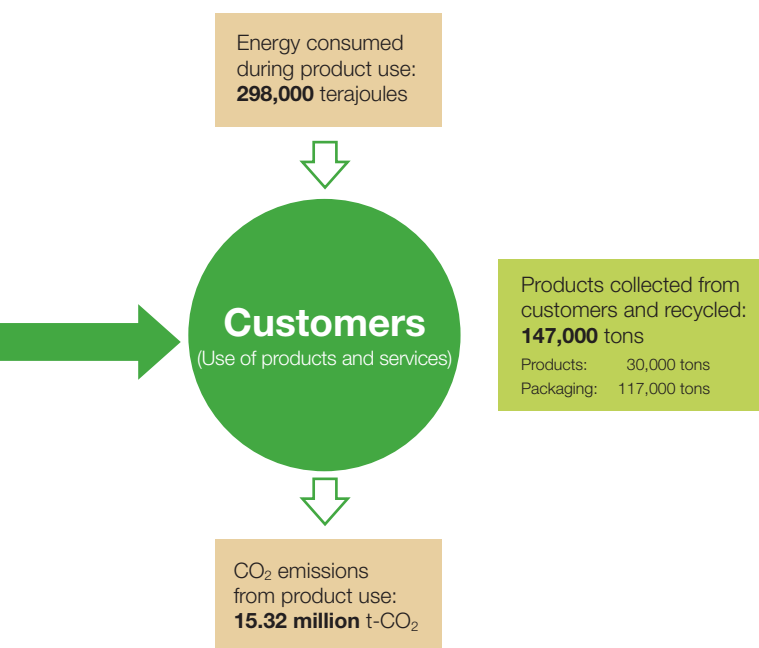 Energy consumed
during product use:
298,000 terajoules
Customers
(Use of products and services)
Products collected from
customers and recycled:
147,000 tons
Products: 30,000 tons
Packaging: 117,000 tons
CO₂ emissions
from product use:
15.32 million t-CO₂